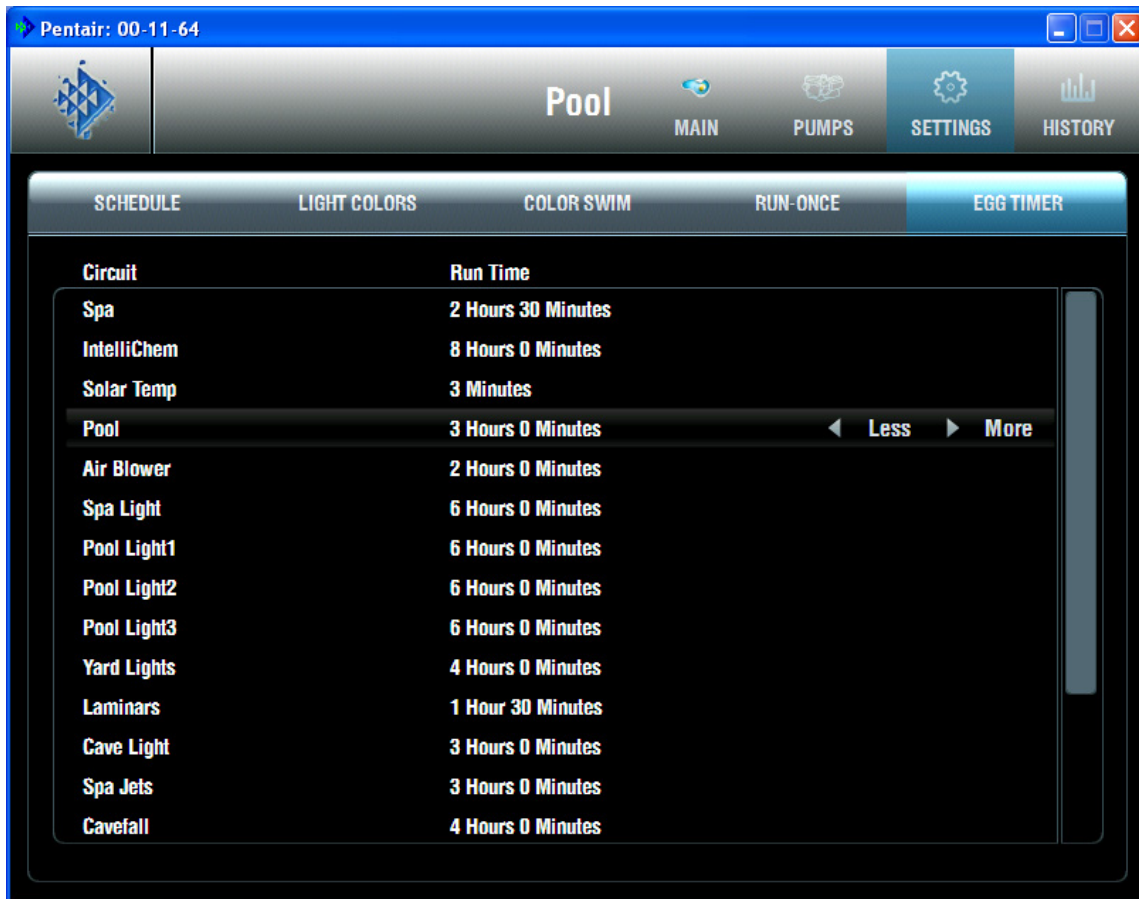 Pentair: 00-11-64
Pool
MAIN PUMPS SETTINGS HISTORY
SCHEDULE LIGHT COLORS COLOR SWIM RUN-ONCE EGG TIMER
Circuit Run Time
Spa 2 Hours 30 Minutes
IntelliChem 8 Hours 0 Minutes
Solar Temp 3 Minutes
Pool 3 Hours 0 Minutes Less More
Air Blower 2 Hours 0 Minutes
Spa Light 6 Hours 0 Minutes
Pool Light1 6 Hours 0 Minutes
Pool Light2 6 Hours 0 Minutes
Pool Light3 6 Hours 0 Minutes
Yard Lights 4 Hours 0 Minutes
Laminars 1 Hour 30 Minutes
Cave Light 3 Hours 0 Minutes
Spa Jets 3 Hours 0 Minutes
Cavefall 4 Hours 0 Minutes